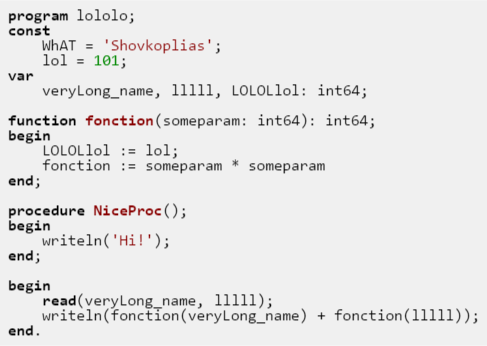 program lololo;
const
WhAT = 'Shovkoplias';
lol = 101;
var
veryLong_name, lllll, LOLOLlol: int64;
function fonction(someparam: int64): int64;
begin
LOLOLlol := lol;
fonction := someparam * someparam
end;
procedure NiceProc();
begin
writeln('Hi!');
end;
begin
read(veryLong_name, lllll);
writeln(fonction(veryLong_name) + fonction(lllll));
end.